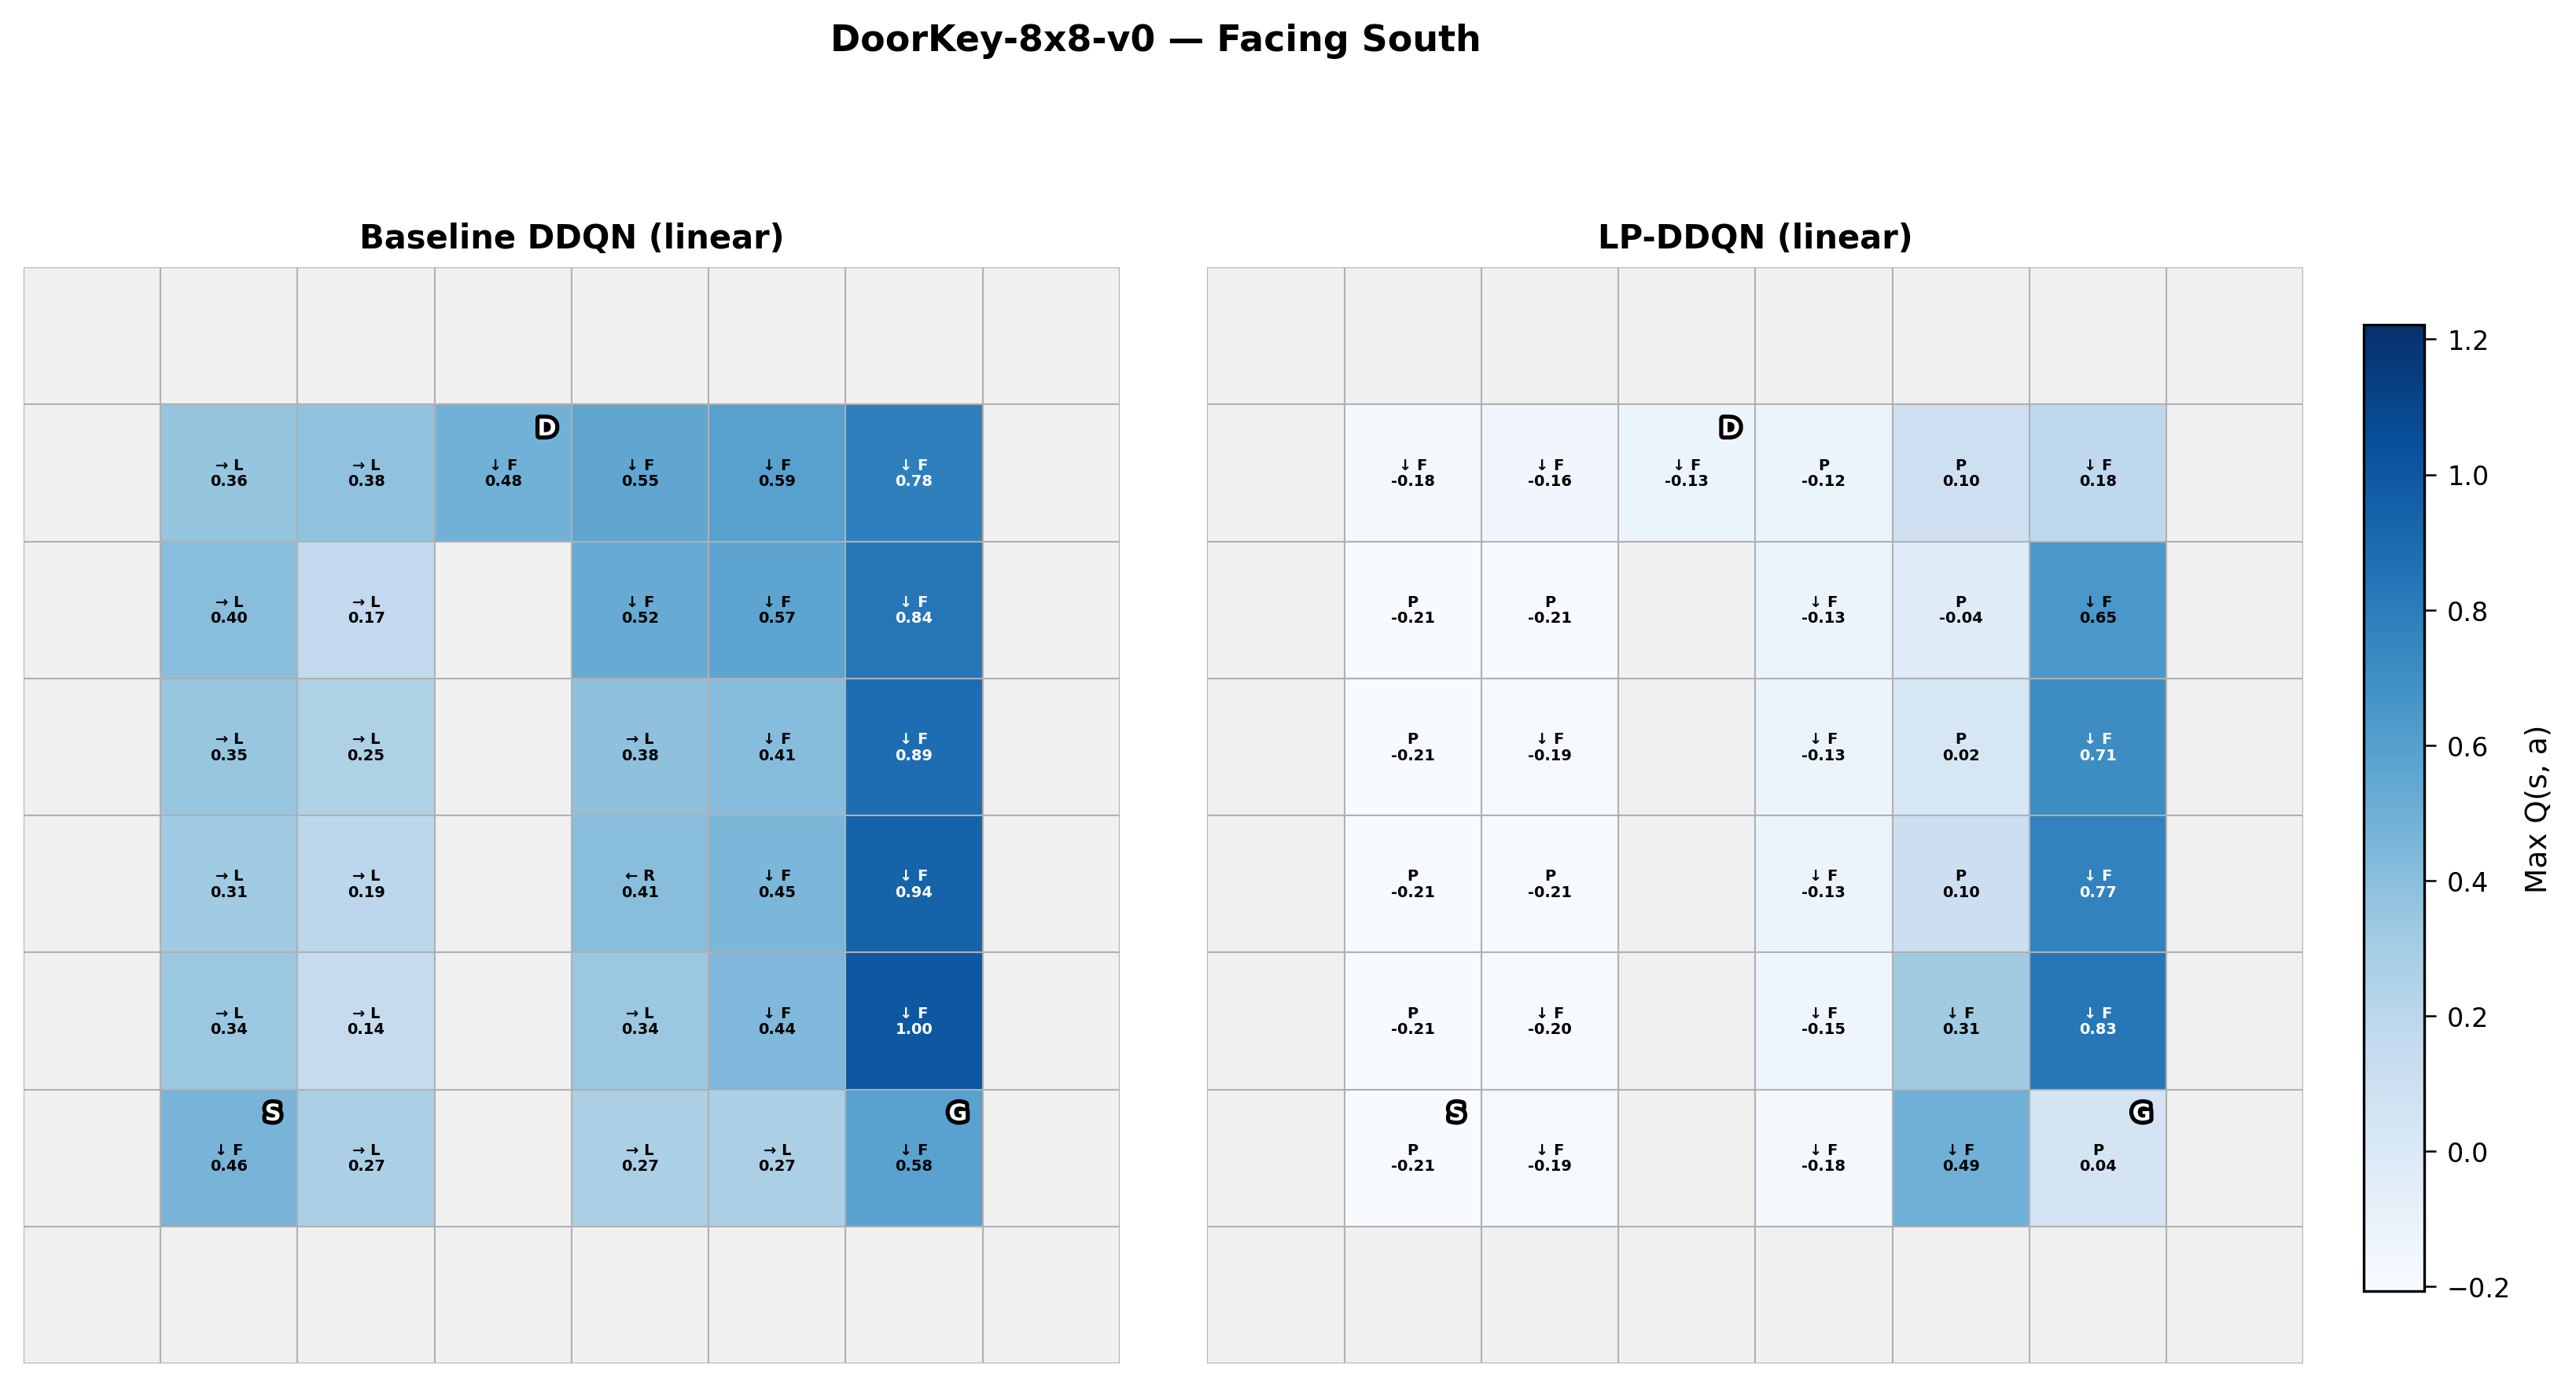 DoorKey-8x8-v0 — Facing South
Baseline DDQN (linear)
D
→ L → L ↓ F ↓ F ↓ F ↓ F
0.36 0.38 0.48 0.55 0.59 0.78
→ L → L ↓ F ↓ F ↓ F
0.40 0.17 0.52 0.57 0.84
→ L → L → L ↓ F ↓ F
0.35 0.25 0.38 0.41 0.89
→ L → L ← R ↓ F ↓ F
0.31 0.19 0.41 0.45 0.94
→ L → L → L ↓ F ↓ F
0.34 0.14 0.34 0.44 1.00
S G
↓ F → L → L → L ↓ F
0.46 0.27 0.27 0.27 0.58
LP-DDQN (linear)
D
↓ F ↓ F ↓ F P P ↓ F
-0.18 -0.16 -0.13 -0.12 0.10 0.18
P P ↓ F P ↓ F
-0.21 -0.21 -0.13 -0.04 0.65
P ↓ F ↓ F P ↓ F
-0.21 -0.19 -0.13 0.02 0.71
P P ↓ F P ↓ F
-0.21 -0.21 -0.13 0.10 0.77
P ↓ F ↓ F ↓ F ↓ F
-0.21 -0.20 -0.15 0.31 0.83
S G
P ↓ F ↓ F ↓ F P
-0.21 -0.19 -0.18 0.49 0.04
1.2
1.0
0.8
0.6
0.4
0.2
0.0
−0.2
Max Q(s, a)